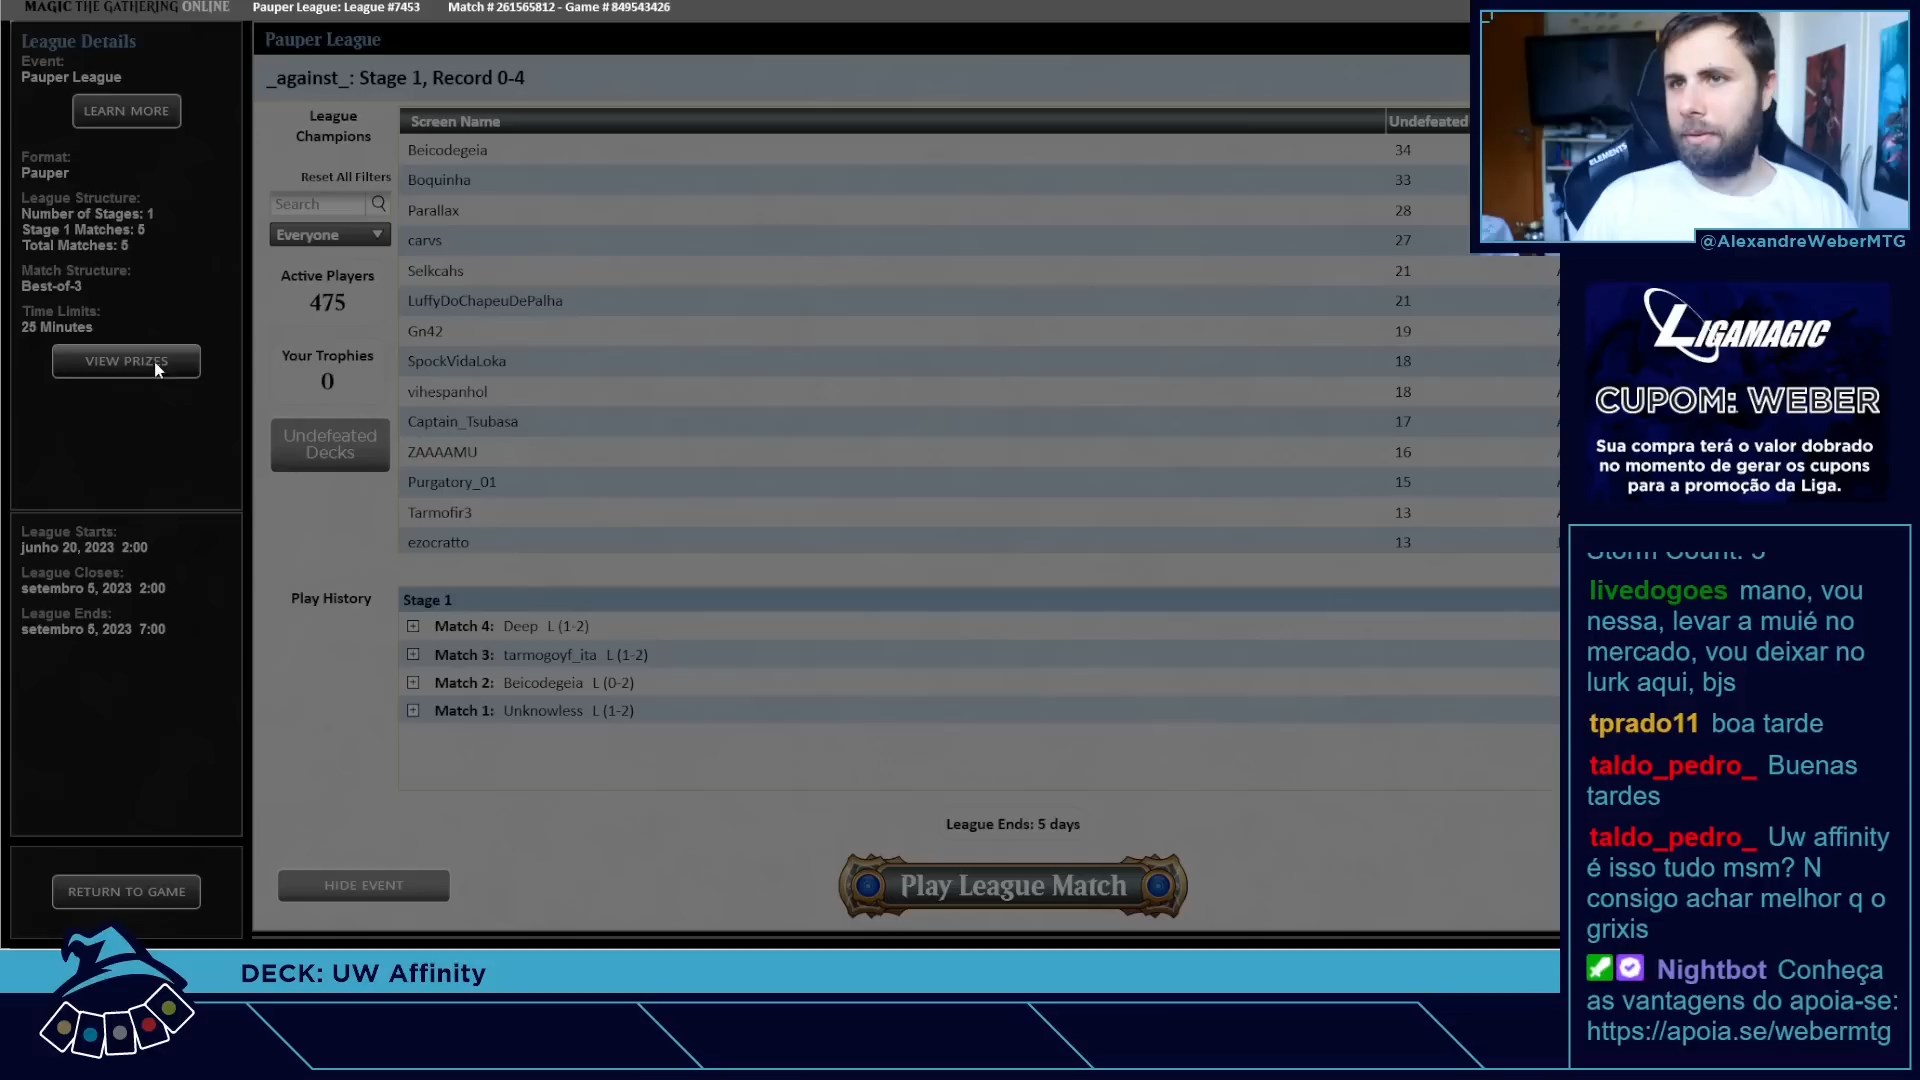 MAGIC THE GATHERING ONLINE
Pauper League: League #7453
Match # 261565812 - Game # 849543426
League Details
Event:
Pauper League
LEARN MORE
Format:
Pauper
League Structure:
Number of Stages: 1
Stage 1 Matches: 5
Total Matches: 5
Match Structure:
Best-of-3
Time Limits:
25 Minutes
VIEW PRIZES
League Starts:
junho 20, 2023 2:00
League Closes:
setembro 5, 2023 2:00
League Ends:
setembro 5, 2023 7:00
RETURN TO GAME
Pauper League
_against_: Stage 1, Record 0-4
League
Champions
Reset All Filters
Search
Everyone
Active Players
475
Your Trophies
0
Undefeated
Decks
Screen Name Undefeated
Beicodegeia 34
Boquinha 33
Parallax 28
carvs 27
Selkcahs 21
LuffyDoChapeuDePalha 21
Gn42 19
SpockVidaLoka 18
vihespanhol 18
Captain_Tsubasa 17
ZAAAAMU 16
Purgatory_01 15
Tarmofir3 13
ezocratto 13
Play History
Stage 1
Match 4: Deep L (1-2)
Match 3: tarmogoyf_ita L (1-2)
Match 2: Beicodegeia L (0-2)
Match 1: Unknowless L (1-2)
League Ends: 5 days
HIDE EVENT
Play League Match
ELEMENTS
@AlexandreWeberMTG
LIGAMAGIC
CUPOM: WEBER
Sua compra terá o valor dobrado
no momento de gerar os cupons
para a promoção da Liga.
Storm Count: 5
livedogoes mano, vou
nessa, levar a muié no
mercado, vou deixar no
lurk aqui, bjs
tprado11 boa tarde
taldo_pedro_ Buenas
tardes
taldo_pedro_ Uw affinity
é isso tudo msm? N
consigo achar melhor q o
grixis
Nightbot Conheça
as vantagens do apoia-se:
https://apoia.se/webermtg
DECK: UW Affinity